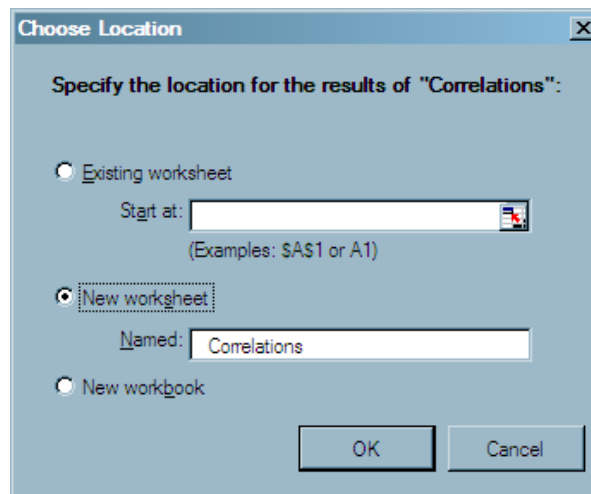 Choose Location
Specify the location for the results of "Correlations":
Existing worksheet
Start at:
(Examples: $A$1 or A1)
New worksheet
Named: Correlations
New workbook
OK Cancel